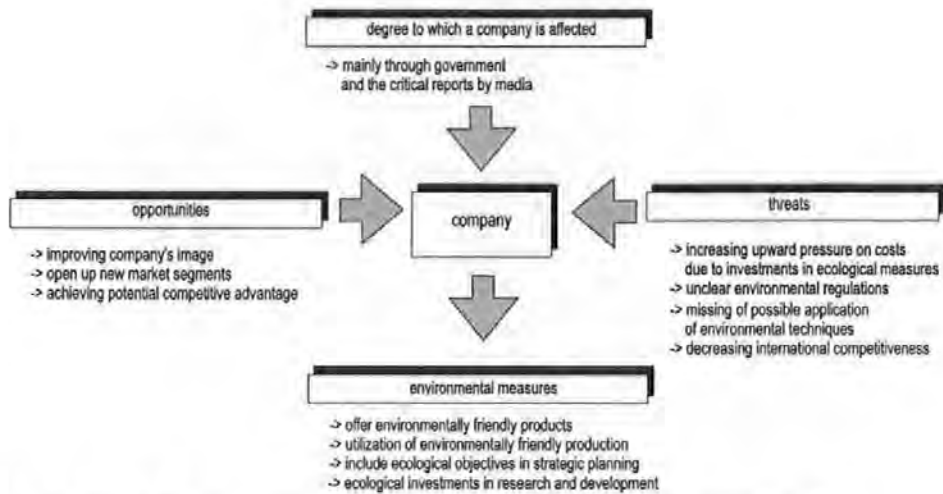 degree to which a company is affected
-> mainly through government
and the critical reports by media
opportunities
-> improving company's image
-> open up new market segments
-> achieving potential competitive advantage
company
threats
-> increasing upward pressure on costs
due to investments in ecological measures
-> unclear environmental regulations
-> missing of possible application
of environmental techniques
-> decreasing international competitiveness
environmental measures
-> offer environmentally friendly products
-> utilization of environmentally friendly production
-> include ecological objectives in strategic planning
-> ecological investments in research and development